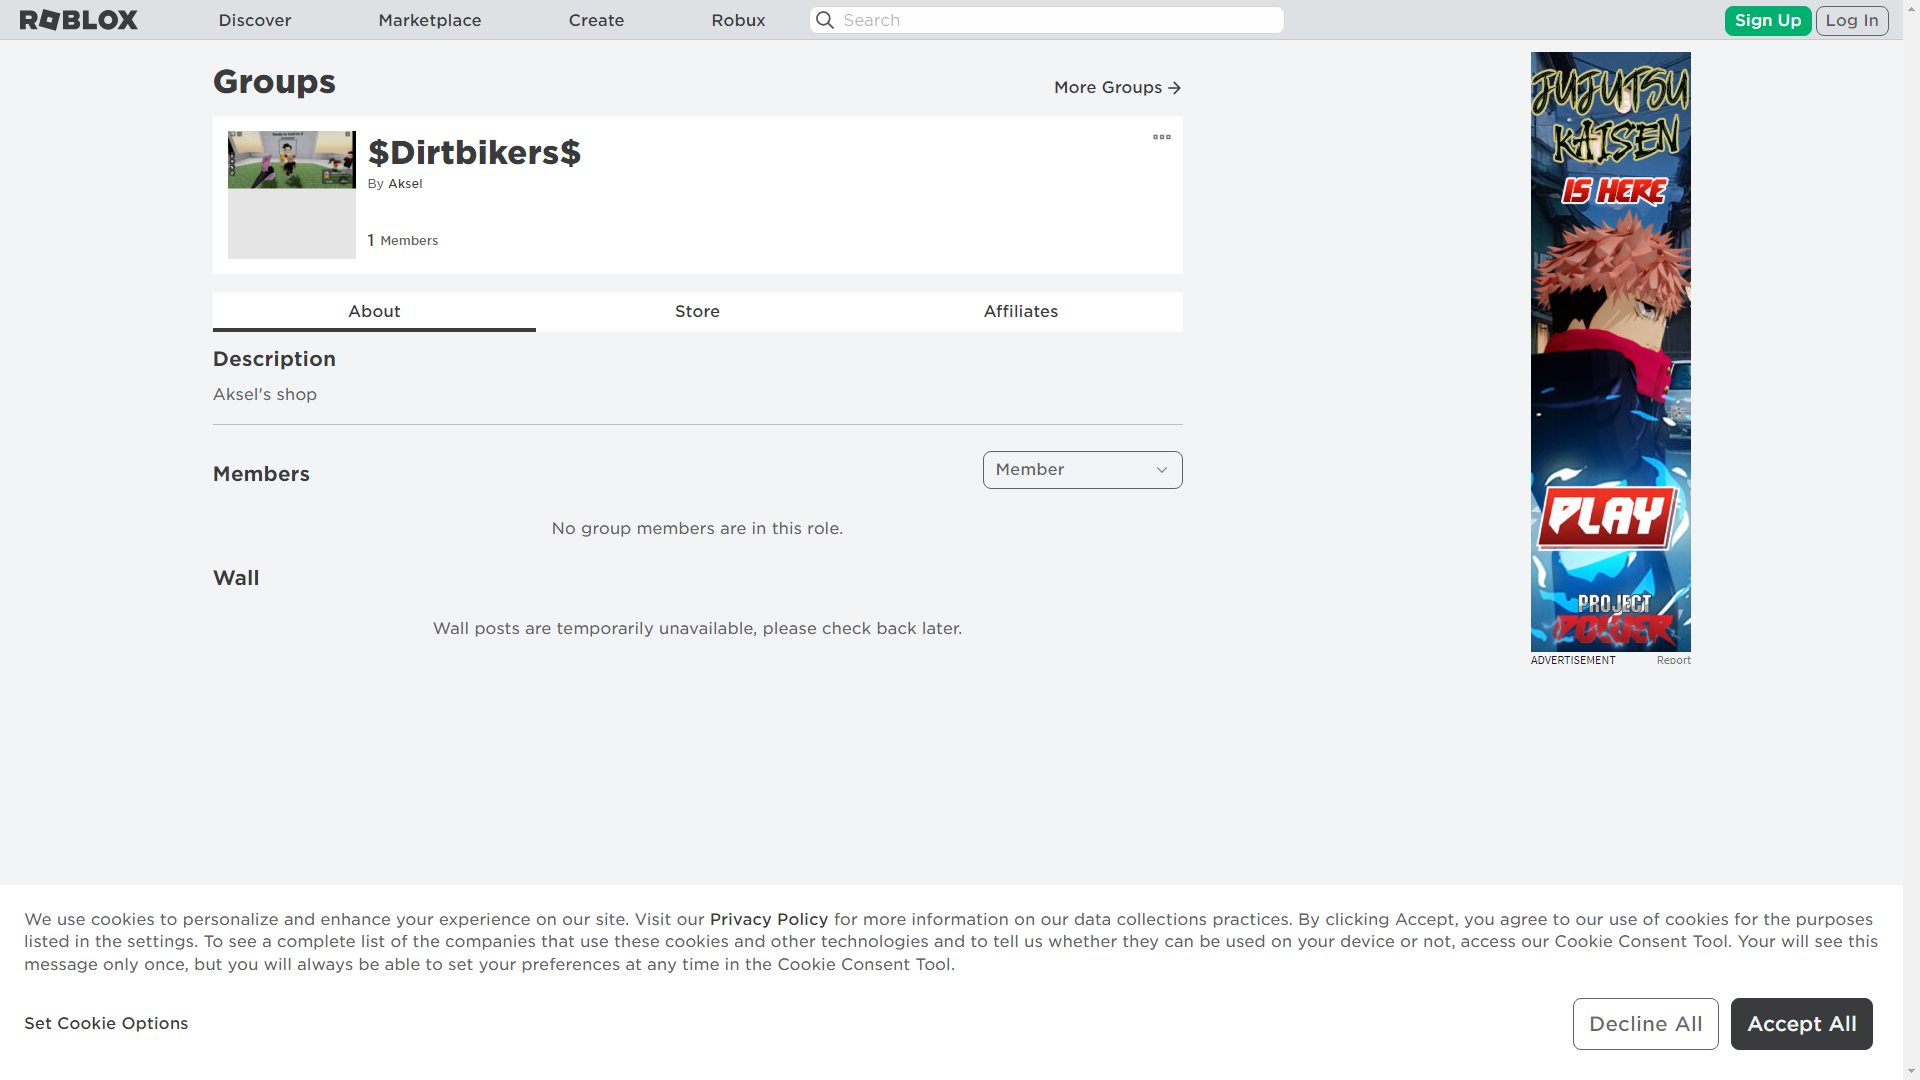 ROBLOX
Discover
Marketplace
Create
Robux
Search
Sign Up
Log In
Groups
More Groups
$Dirtbikers$
By Aksel
1 Members
About
Store
Affiliates
Description
Aksel's shop
Members
Member
No group members are in this role.
Wall
Wall posts are temporarily unavailable, please check back later.
JUJUTSU
KAISEN
IS HERE
PLAY
PROJECT
POWER
ADVERTISEMENT
Report
We use cookies to personalize and enhance your experience on our site. Visit our Privacy Policy for more information on our data collections practices. By clicking Accept, you agree to our use of cookies for the purposes
listed in the settings. To see a complete list of the companies that use these cookies and other technologies and to tell us whether they can be used on your device or not, access our Cookie Consent Tool. Your will see this
message only once, but you will always be able to set your preferences at any time in the Cookie Consent Tool.
Set Cookie Options
Decline All
Accept All